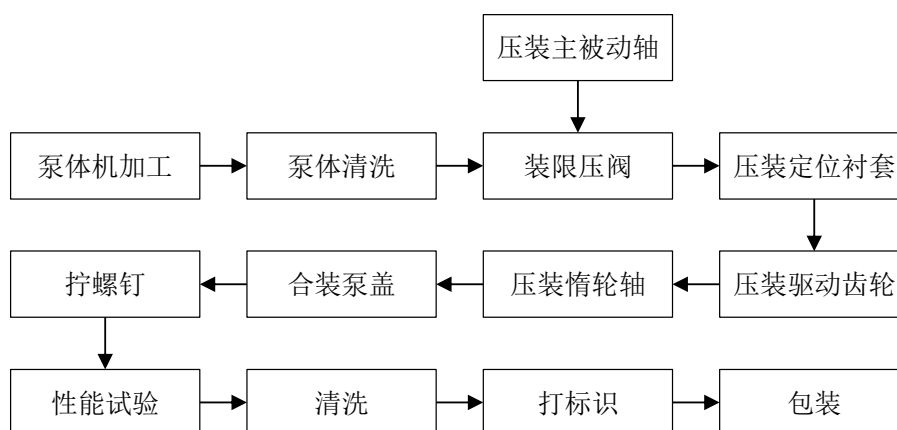 压装主被动轴
泵体机加工
泵体清洗
装限压阀
压装定位衬套
拧螺钉
合装泵盖
压装惰轮轴
压装驱动齿轮
性能试验
清洗
打标识
包装